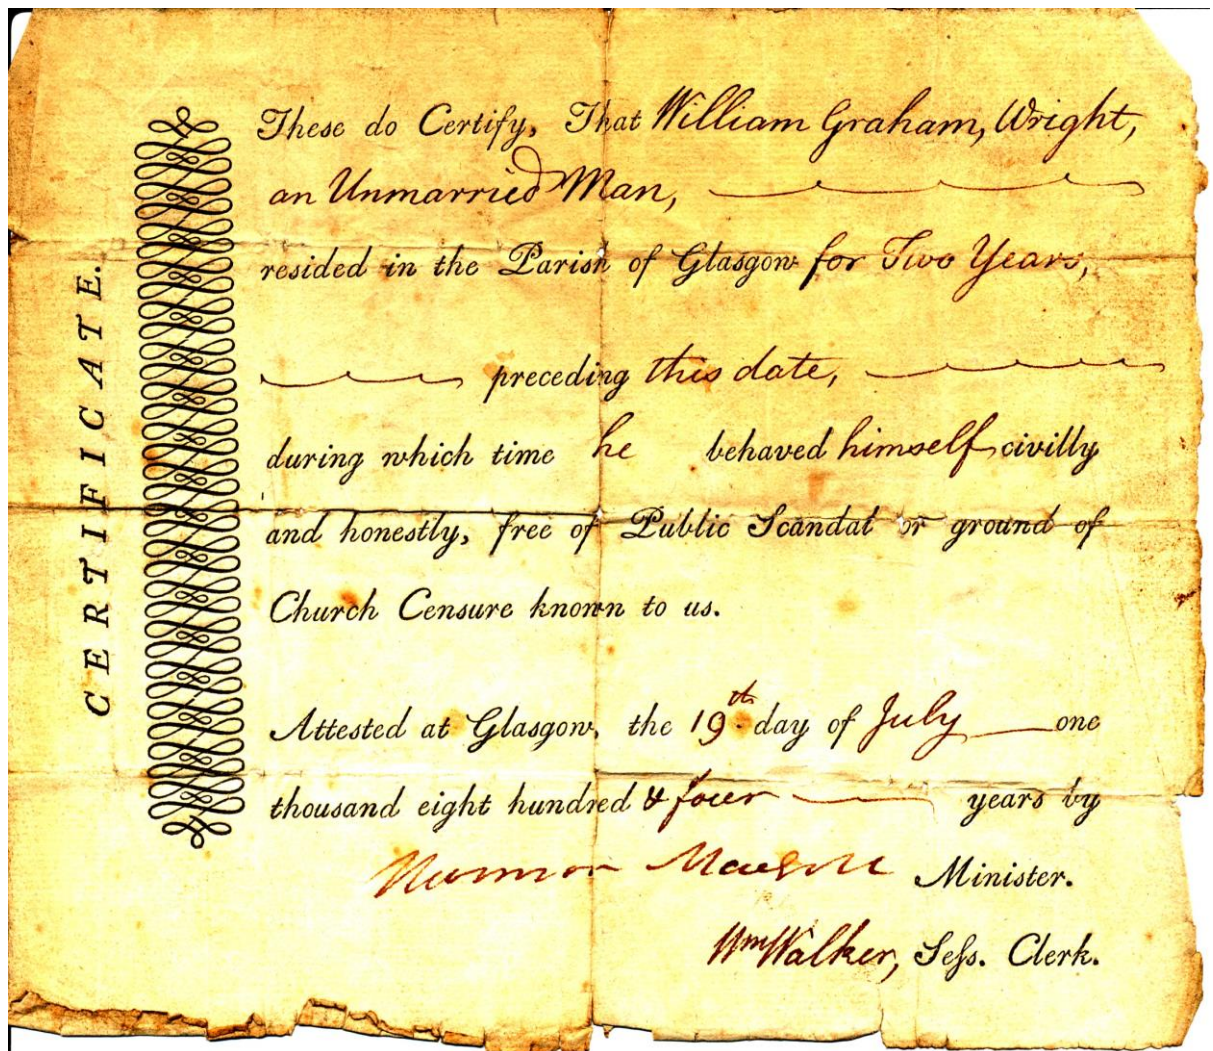 CERTIFICATE.
These do Certify, That William Graham, Wright,
an Unmarried Man,
resided in the Parish of Glasgow for Two Years,
preceding this date,
during which time he behaved himself civilly
and honestly, free of Public Scandal or ground of
Church Censure known to us.
Attested at Glasgow, the 19th day of July one
thousand eight hundred & four years by
Minister.
Wm Walker, Seſs. Clerk.